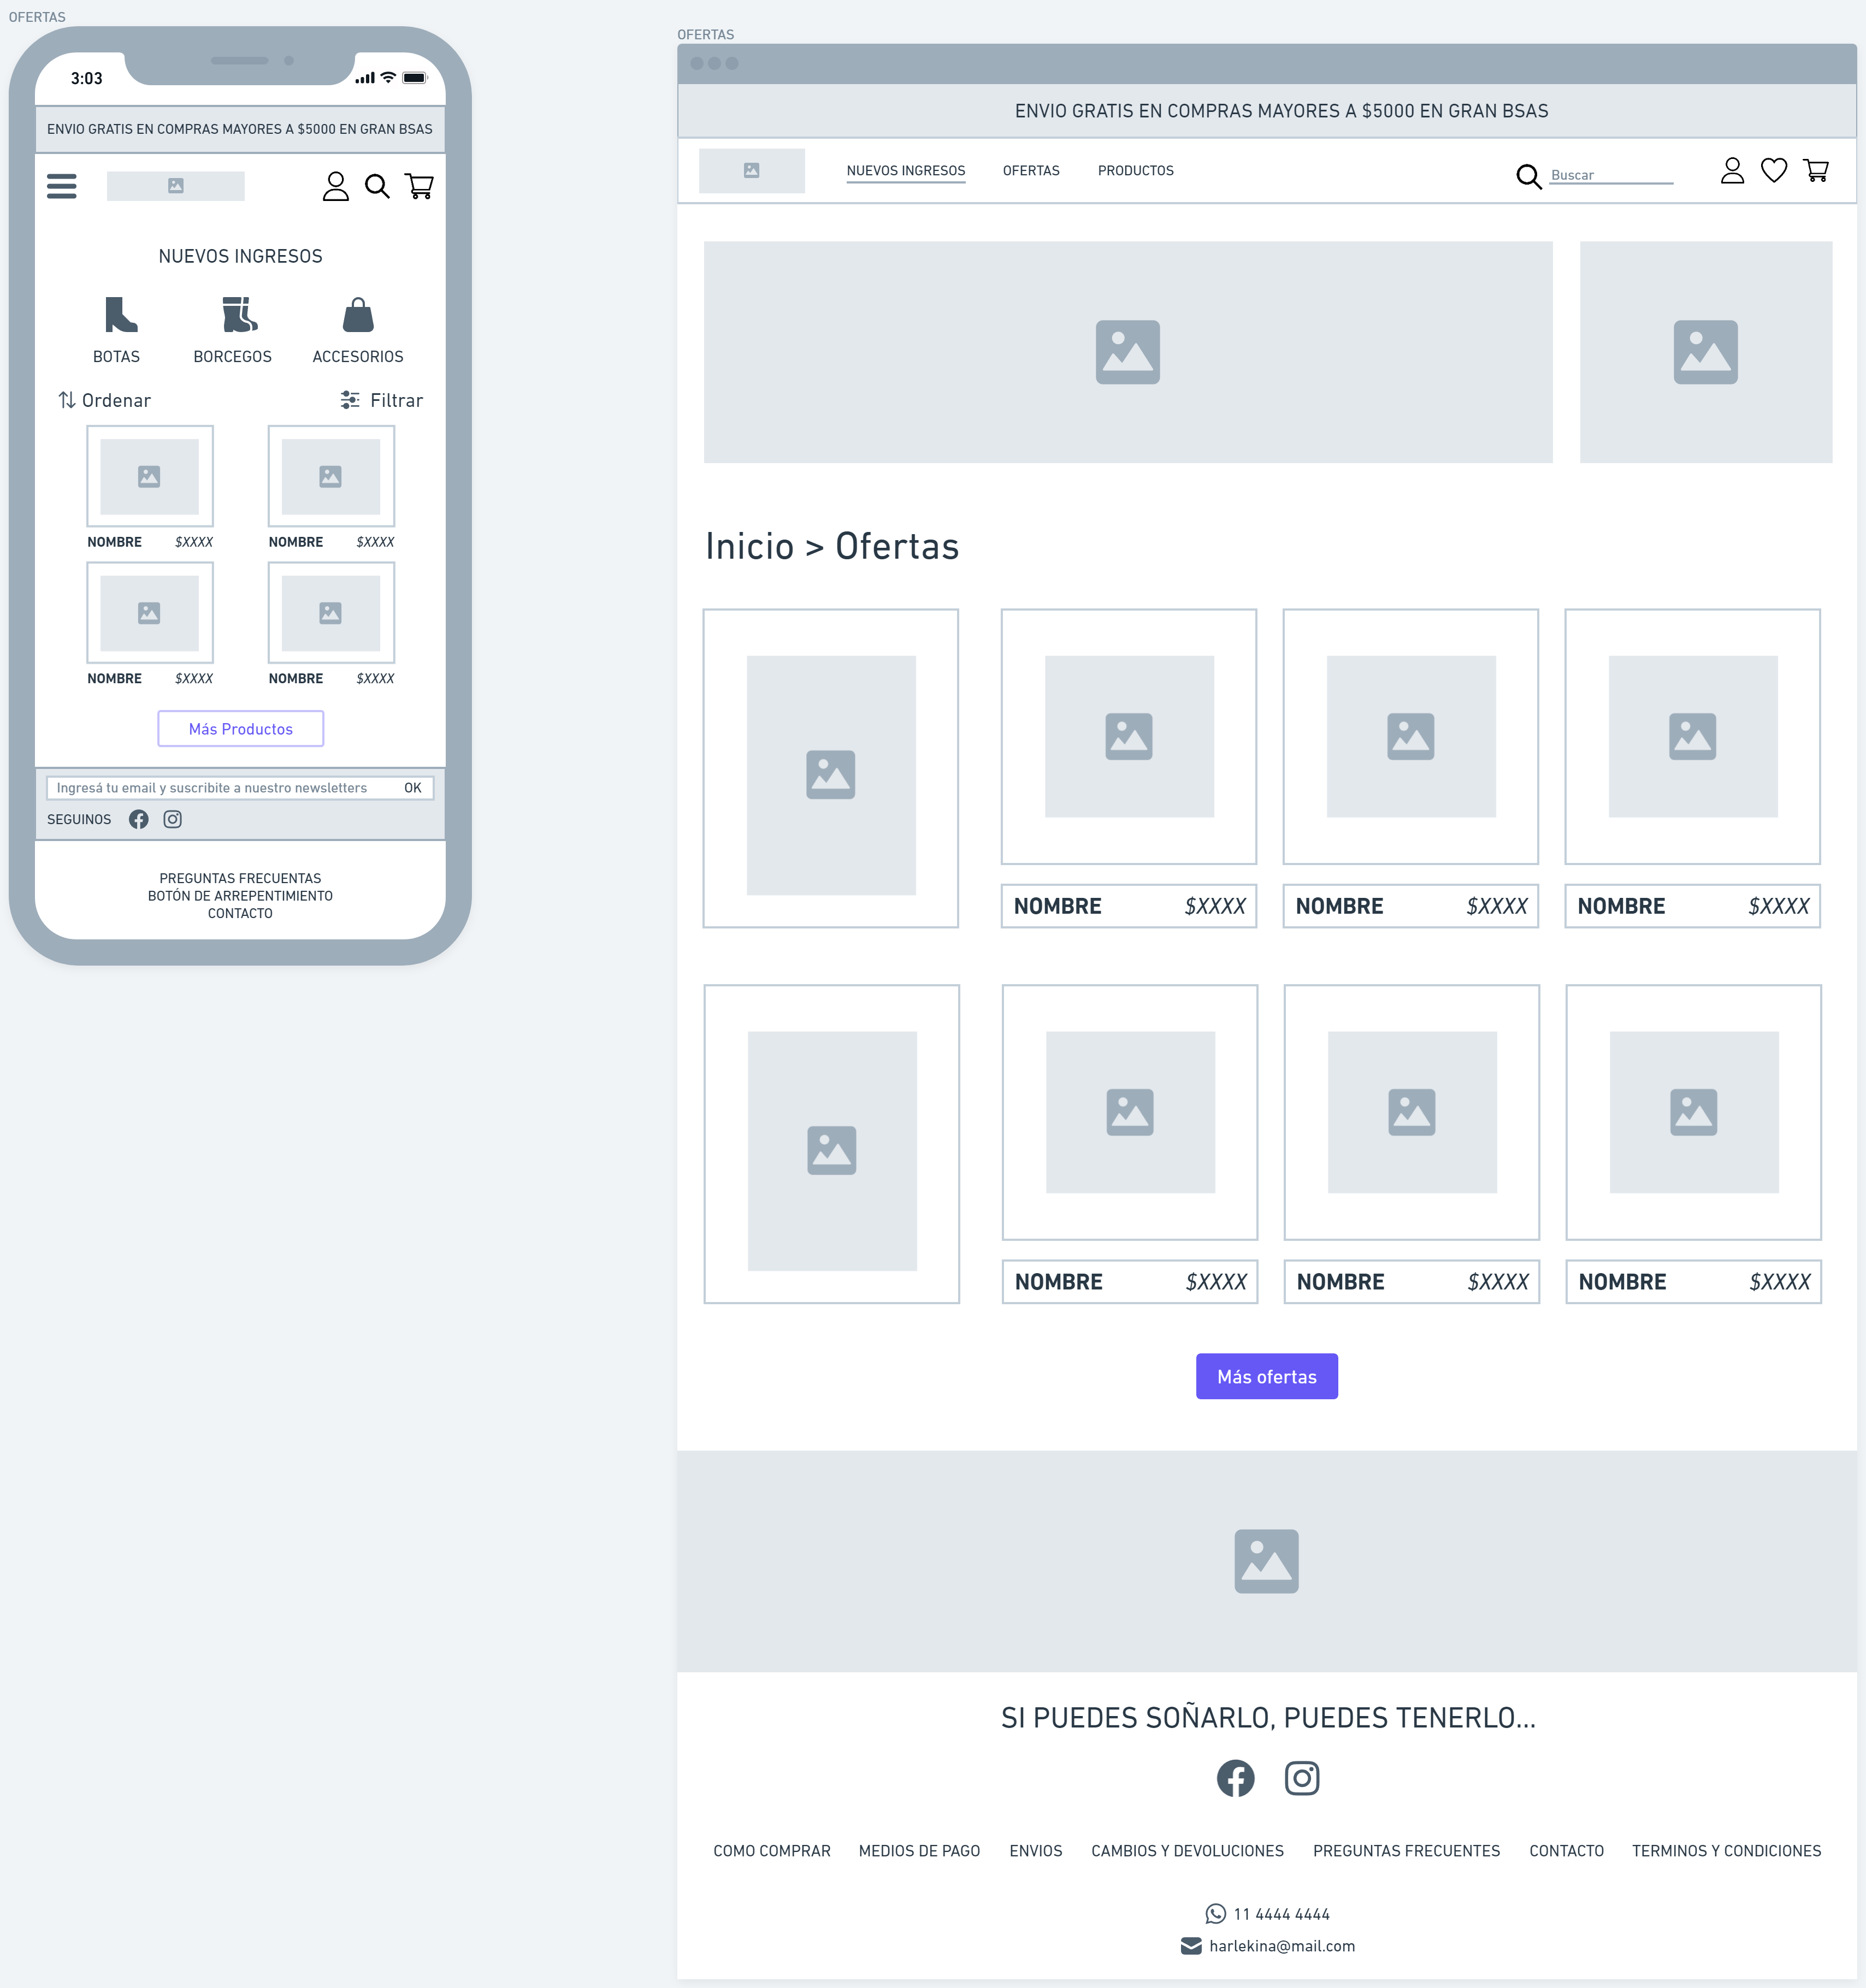 OFERTAS
3:03
ENVIO GRATIS EN COMPRAS MAYORES A $5000 EN GRAN BSAS
NUEVOS INGRESOS
BOTAS BORCEGOS ACCESORIOS
Ordenar Filtrar
NOMBRE $XXXX NOMBRE $XXXX
NOMBRE $XXXX NOMBRE $XXXX
Más Productos
Ingresá tu email y suscribite a nuestro newsletters OK
SEGUINOS
PREGUNTAS FRECUENTAS
BOTÓN DE ARREPENTIMIENTO
CONTACTO
OFERTAS
ENVIO GRATIS EN COMPRAS MAYORES A $5000 EN GRAN BSAS
NUEVOS INGRESOS OFERTAS PRODUCTOS Buscar
Inicio > Ofertas
NOMBRE $XXXX NOMBRE $XXXX NOMBRE $XXXX
NOMBRE $XXXX NOMBRE $XXXX NOMBRE $XXXX
Más ofertas
SI PUEDES SOÑARLO, PUEDES TENERLO...
COMO COMPRAR MEDIOS DE PAGO ENVIOS CAMBIOS Y DEVOLUCIONES PREGUNTAS FRECUENTES CONTACTO TERMINOS Y CONDICIONES
11 4444 4444
harlekina@mail.com